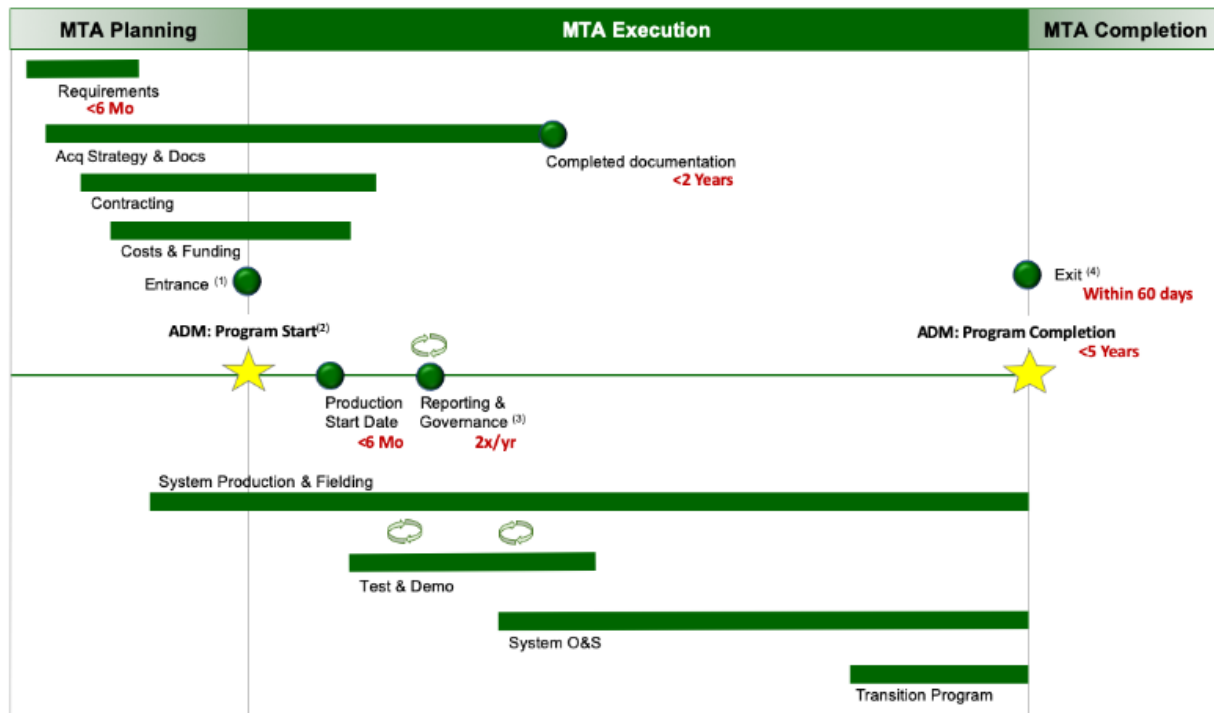 MTA Planning
MTA Execution
MTA Completion
Requirements
<6 Mo
Acq Strategy & Docs
Completed documentation
<2 Years
Contracting
Costs & Funding
Entrance (1)
Exit (4)
Within 60 days
ADM: Program Start(2)
ADM: Program Completion
<5 Years
Production
Start Date
<6 Mo
Reporting &
Governance (3)
2x/yr
System Production & Fielding
Test & Demo
System O&S
Transition Program